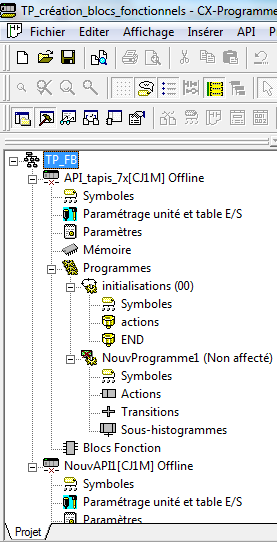 TP_création_blocs_fonctionnels - CX-Programme
Fichier Editer Affichage Insérer API
TP_FB
API_tapis_7x[CJ1M] Offline
Symboles
Paramétrage unité et table E/S
Paramètres
Mémoire
Programmes
initialisations (00)
Symboles
actions
END
NouvProgramme1 (Non affecté)
Symboles
Actions
Transitions
Sous-histogrammes
Blocs Fonction
NouvAPI1[CJ1M] Offline
Symboles
Paramétrage unité et table E/S
Paramètres
Projet